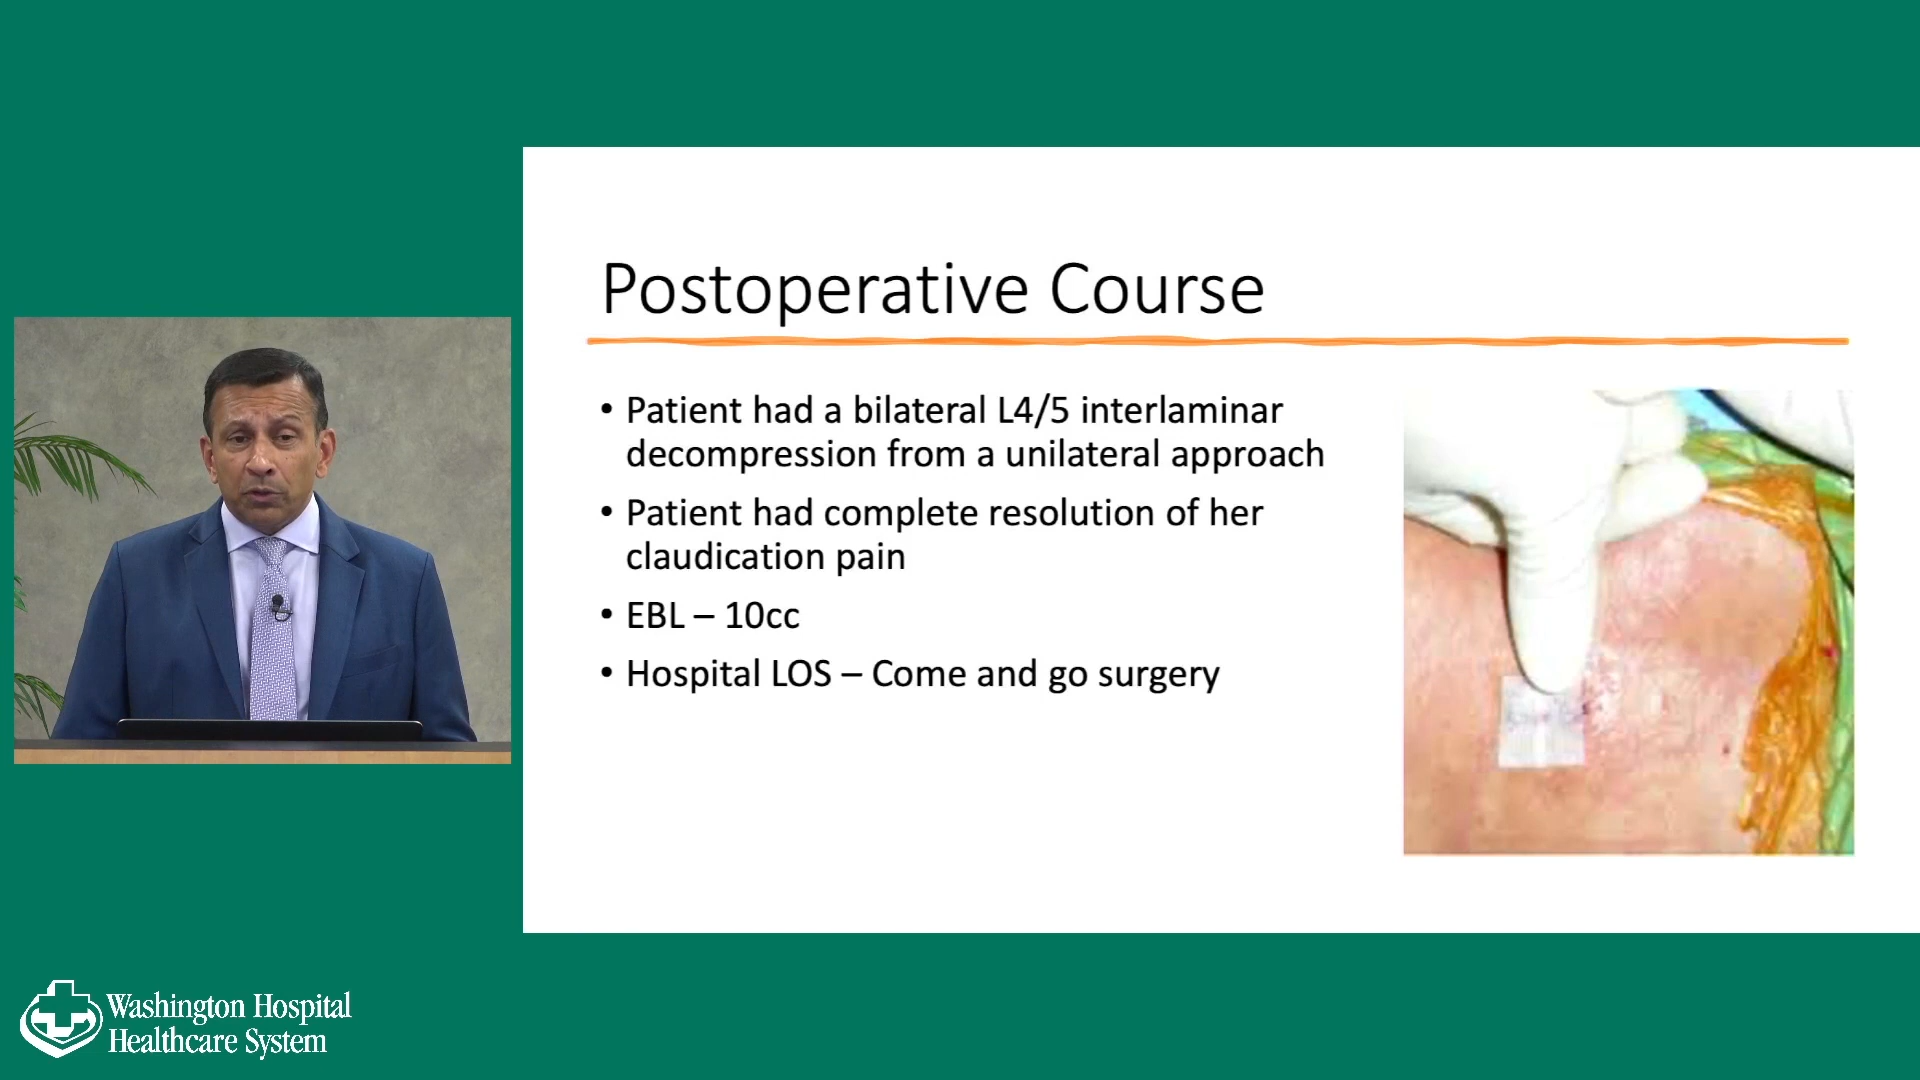 Postoperative Course
• Patient had a bilateral L4/5 interlaminar
decompression from a unilateral approach
• Patient had complete resolution of her
claudication pain
• EBL – 10cc
• Hospital LOS – Come and go surgery
Washington Hospital
Healthcare System